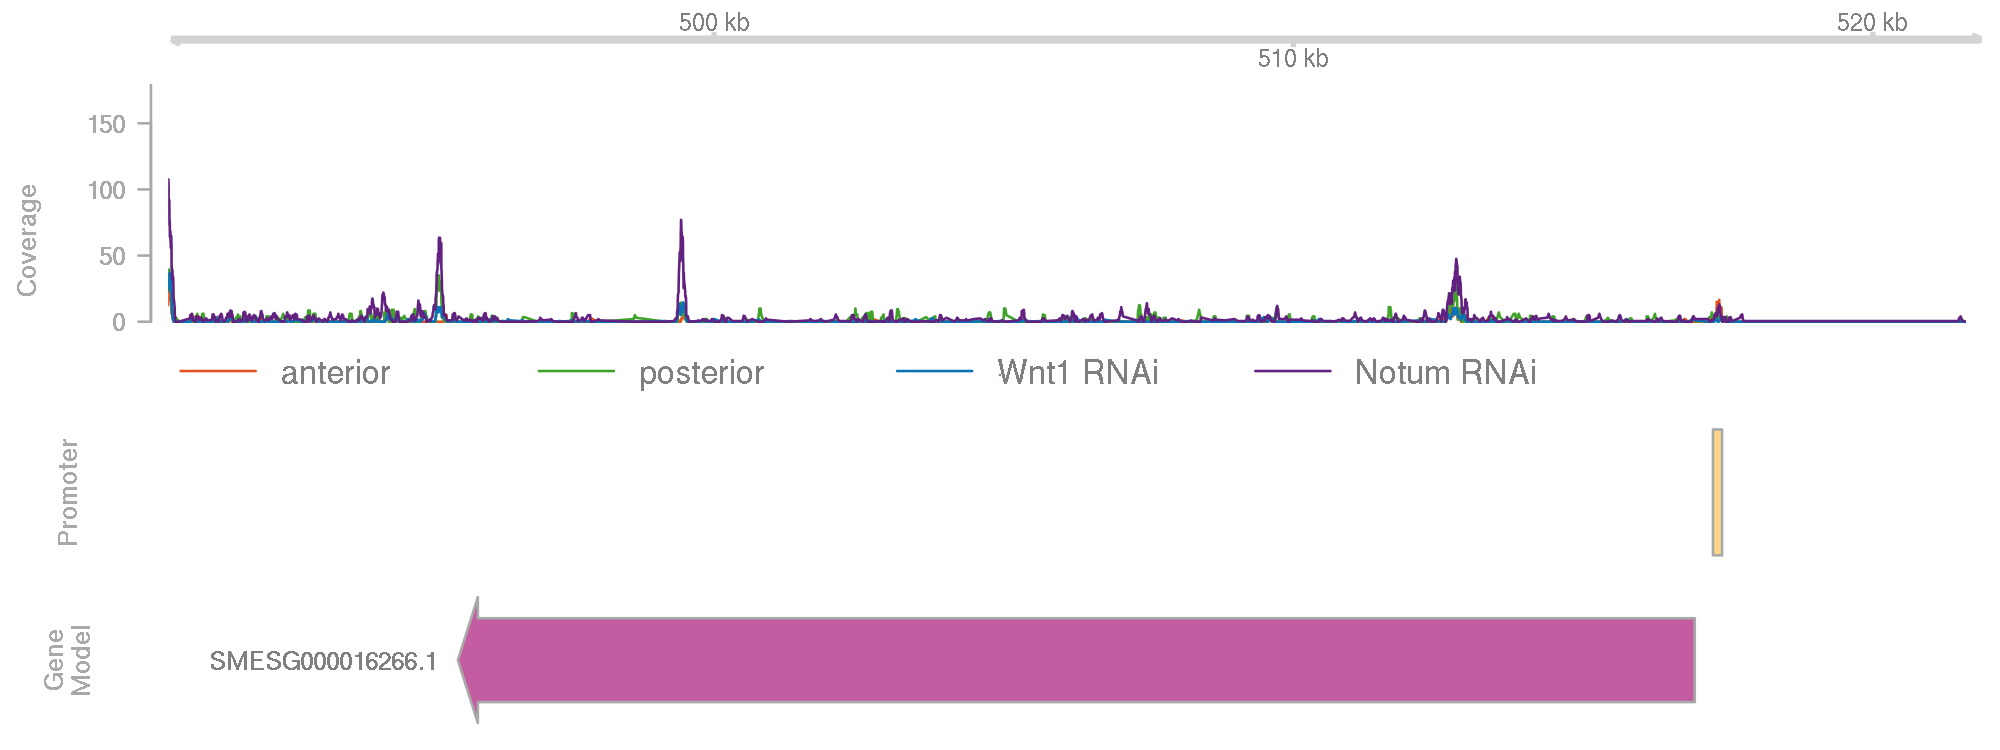 500 kb
520 kb
510 kb
Coverage
150
100
50
0
anterior
posterior
Wnt1 RNAi
Notum RNAi
Promoter
Gene
Model
SMESG000016266.1